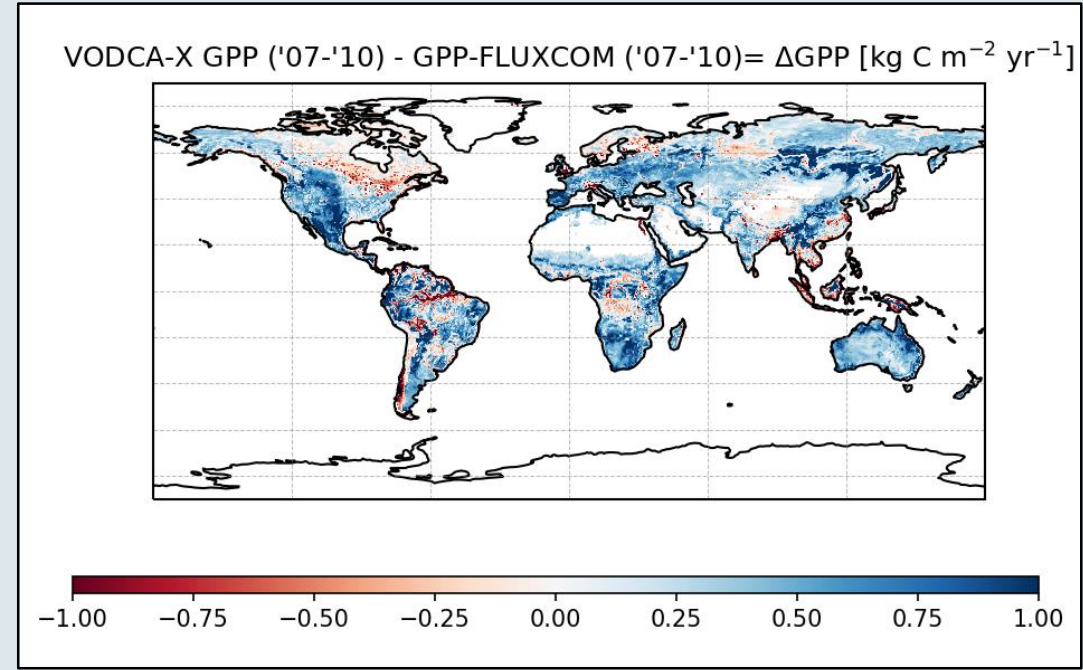 VODCA-X GPP ('07-'10) - GPP-FLUXCOM ('07-'10)= ΔGPP [kg C m⁻² yr⁻¹]
−1.00 −0.75 −0.50 −0.25 0.00 0.25 0.50 0.75 1.00